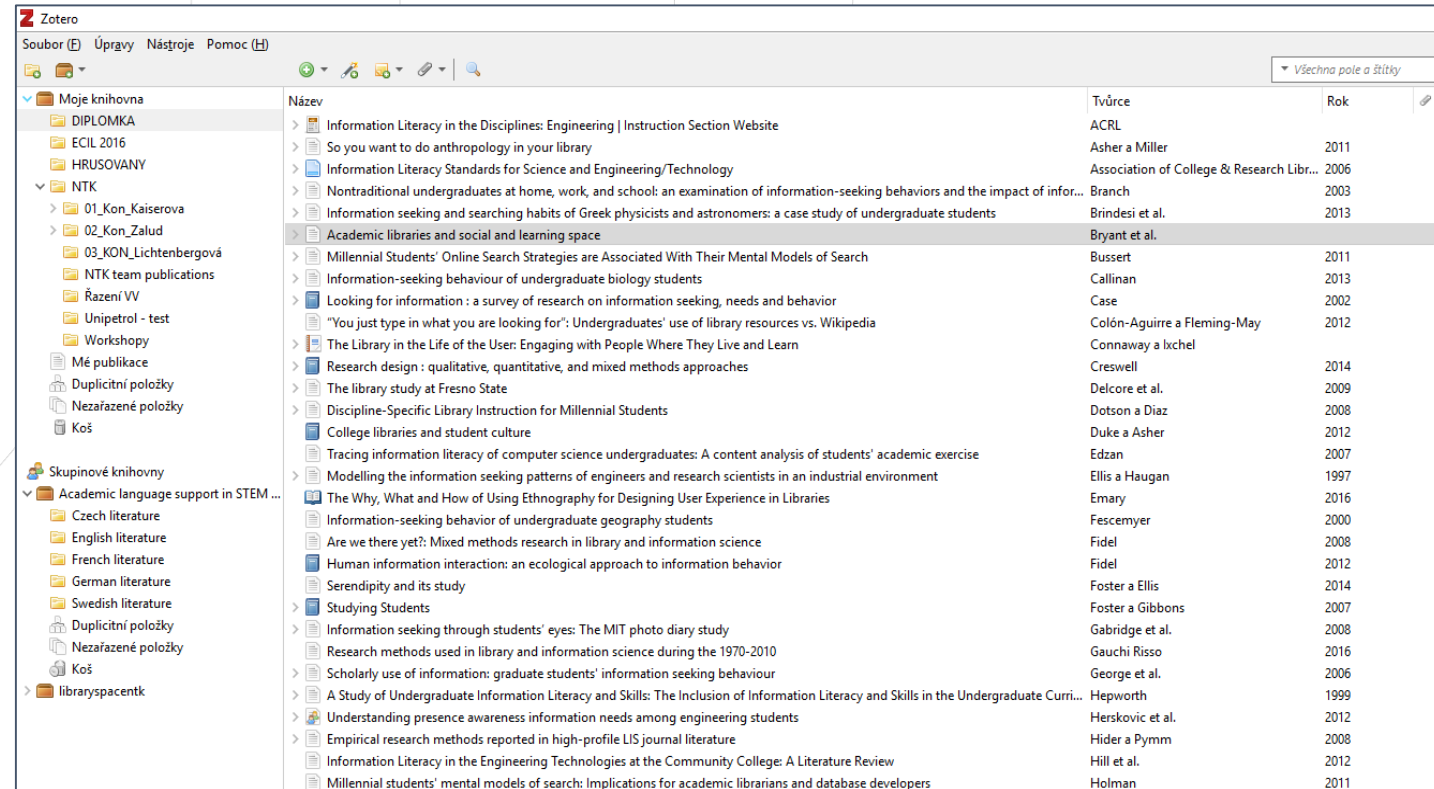 Zotero
Soubor (F) Úpravy Nástroje Pomoc (H)
Všechna pole a štítky
Moje knihovna
DIPLOMKA
ECIL 2016
HRUSOVANY
NTK
01_Kon_Kaiserova
02_Kon_Zalud
03_KON_Lichtenbergová
NTK team publications
Řazení VV
Unipetrol - test
Workshopy
Mé publikace
Duplicitní položky
Nezařazené položky
Koš
Skupinové knihovny
Academic language support in STEM ...
Czech literature
English literature
French literature
German literature
Swedish literature
Duplicitní položky
Nezařazené položky
Koš
libraryspacentk
Název Tvůrce Rok
Information Literacy in the Disciplines: Engineering | Instruction Section Website ACRL
So you want to do anthropology in your library Asher a Miller 2011
Information Literacy Standards for Science and Engineering/Technology Association of College & Research Libr... 2006
Nontraditional undergraduates at home, work, and school: an examination of information-seeking behaviors and the impact of infor... Branch 2003
Information seeking and searching habits of Greek physicists and astronomers: a case study of undergraduate students Brindesi et al. 2013
Academic libraries and social and learning space Bryant et al.
Millennial Students' Online Search Strategies are Associated With Their Mental Models of Search Bussert 2011
Information-seeking behaviour of undergraduate biology students Callinan 2013
Looking for information : a survey of research on information seeking, needs and behavior Case 2002
“You just type in what you are looking for”: Undergraduates' use of library resources vs. Wikipedia Colón-Aguirre a Fleming-May 2012
The Library in the Life of the User: Engaging with People Where They Live and Learn Connaway a Ixchel
Research design : qualitative, quantitative, and mixed methods approaches Creswell 2014
The library study at Fresno State Delcore et al. 2009
Discipline-Specific Library Instruction for Millennial Students Dotson a Diaz 2008
College libraries and student culture Duke a Asher 2012
Tracing information literacy of computer science undergraduates: A content analysis of students' academic exercise Edzan 2007
Modelling the information seeking patterns of engineers and research scientists in an industrial environment Ellis a Haugan 1997
The Why, What and How of Using Ethnography for Designing User Experience in Libraries Emary 2016
Information-seeking behavior of undergraduate geography students Fescemyer 2000
Are we there yet?: Mixed methods research in library and information science Fidel 2008
Human information interaction: an ecological approach to information behavior Fidel 2012
Serendipity and its study Foster a Ellis 2014
Studying Students Foster a Gibbons 2007
Information seeking through students' eyes: The MIT photo diary study Gabridge et al. 2008
Research methods used in library and information science during the 1970-2010 Gauchi Risso 2016
Scholarly use of information: graduate students' information seeking behaviour George et al. 2006
A Study of Undergraduate Information Literacy and Skills: The Inclusion of Information Literacy and Skills in the Undergraduate Curri... Hepworth 1999
Understanding presence awareness information needs among engineering students Herskovic et al. 2012
Empirical research methods reported in high-profile LIS journal literature Hider a Pymm 2008
Information Literacy in the Engineering Technologies at the Community College: A Literature Review Hill et al. 2012
Millennial students' mental models of search: Implications for academic librarians and database developers Holman 2011